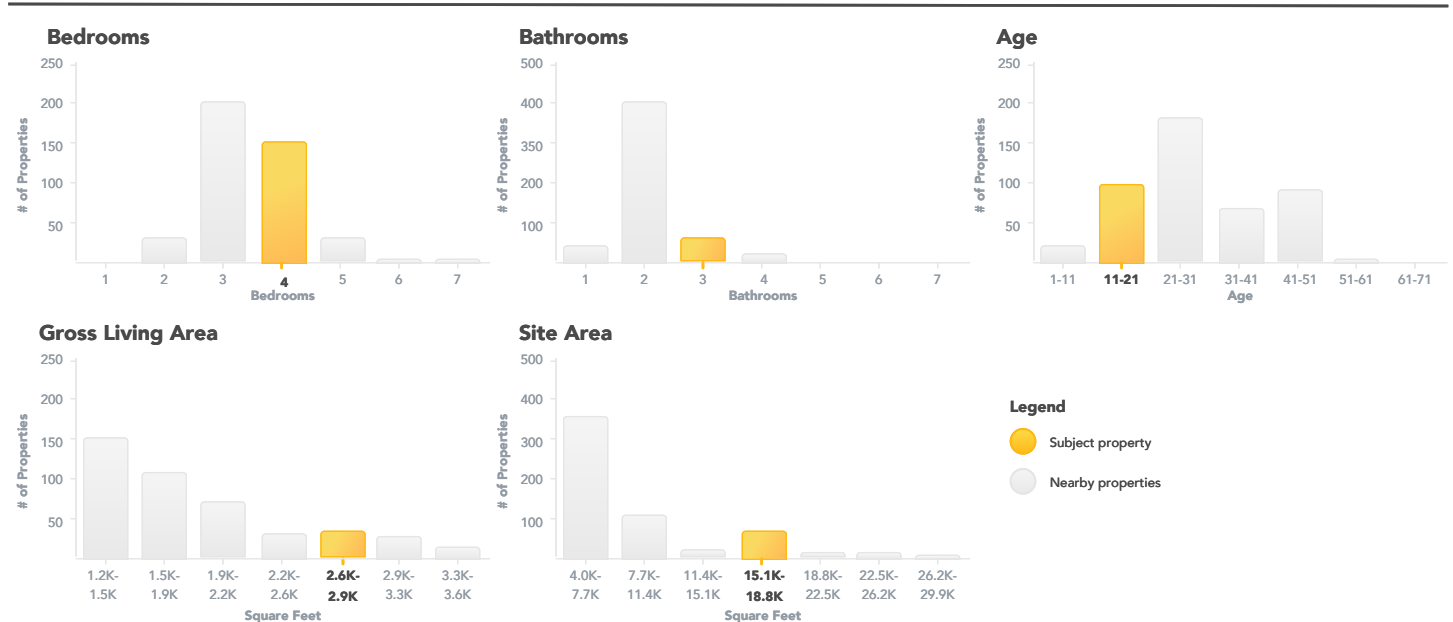 Bedrooms
250
200
150
100
50
# of Properties
1 2 3 4 5 6 7
Bedrooms
Bathrooms
500
400
350
200
100
# of Properties
1 2 3 4 5 6 7
Bathrooms
Age
250
200
150
100
50
# of Properties
1-11 11-21 21-31 31-41 41-51 51-61 61-71
Age
Gross Living Area
250
200
150
100
50
# of Properties
1.2K- 1.5K- 1.9K- 2.2K- 2.6K- 2.9K- 3.3K-
1.5K 1.9K 2.2K 2.6K 2.9K 3.3K 3.6K
Square Feet
Site Area
500
400
300
200
100
# of Properties
4.0K- 7.7K- 11.4K- 15.1K- 18.8K- 22.5K- 26.2K-
7.7K 11.4K 15.1K 18.8K 22.5K 26.2K 29.9K
Square Feet
Legend
Subject property
Nearby properties